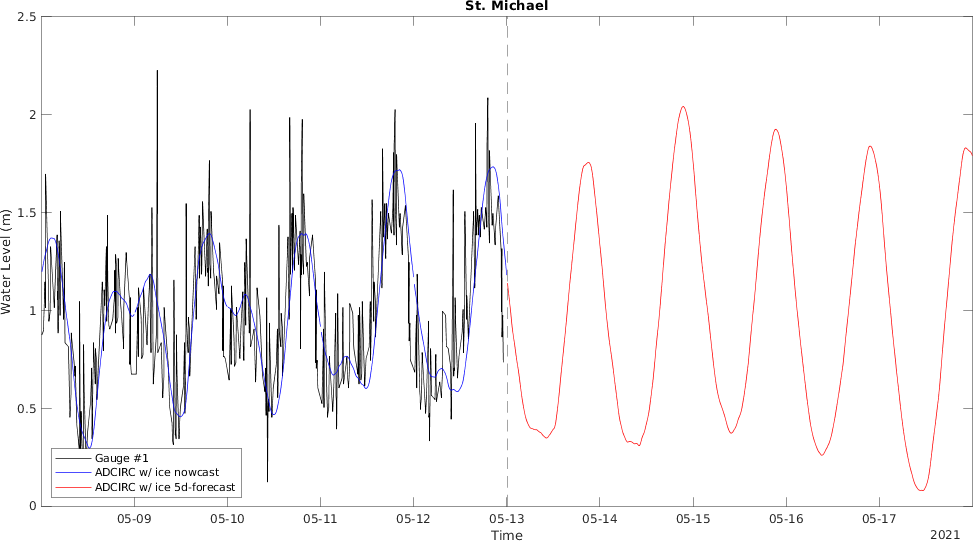 St. Michael
2.5
2
1.5
1
0.5
0
Water Level (m)
Gauge #1
ADCIRC w/ ice nowcast
ADCIRC w/ ice 5d-forecast
05-09 05-10 05-11 05-12 05-13 05-14 05-15 05-16 05-17
Time
2021